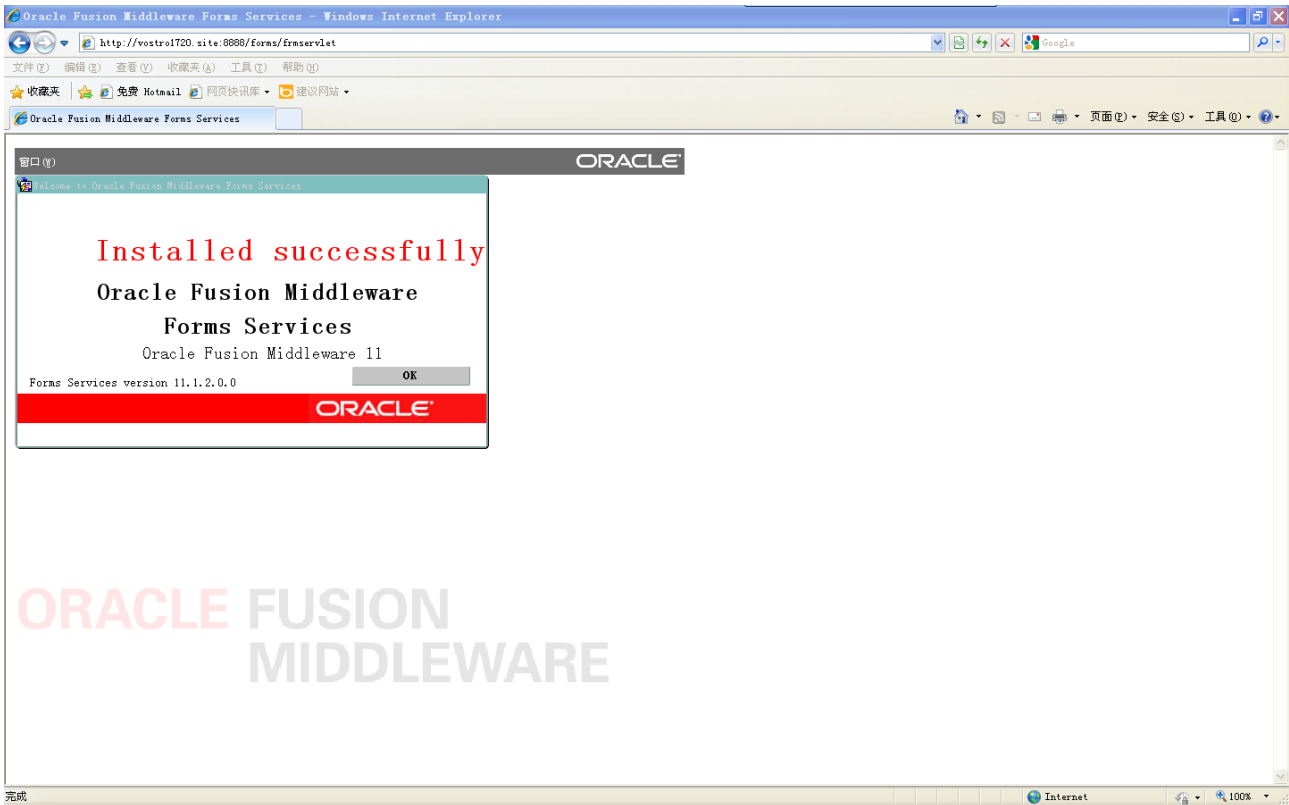 Oracle Fusion Middleware Forms Services - Windows Internet Explorer
http://vostro1720.site:8888/forms/frmservlet
Google
文件(F) 编辑(E) 查看(V) 收藏夹(A) 工具(T) 帮助(H)
收藏夹 免费 Hotmail 网页快讯库 建议网站
Oracle Fusion Middleware Forms Services
页面(P) 安全(S) 工具(O)
窗口(W)
ORACLE
Welcome to Oracle Fusion Middleware Forms Services
Installed successfully
Oracle Fusion Middleware
Forms Services
Oracle Fusion Middleware 11
OK
Forms Services version 11.1.2.0.0
ORACLE
ORACLE FUSION
MIDDLEWARE
完成
Internet
100%